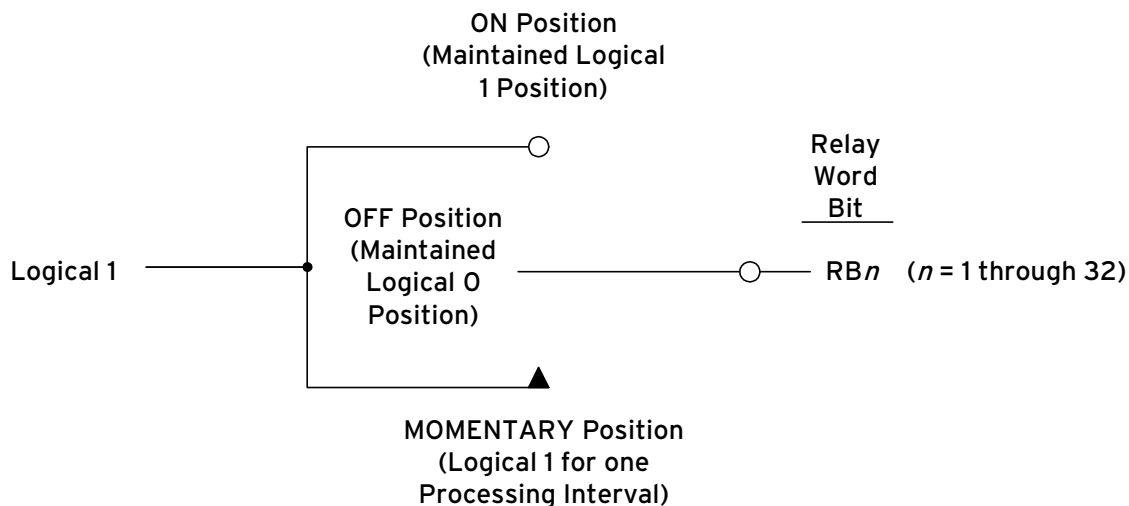 ON Position
(Maintained Logical
1 Position)
Relay
Word
Bit
OFF Position
(Maintained
Logical 0
Position)
Logical 1
RBn (n = 1 through 32)
MOMENTARY Position
(Logical 1 for one
Processing Interval)